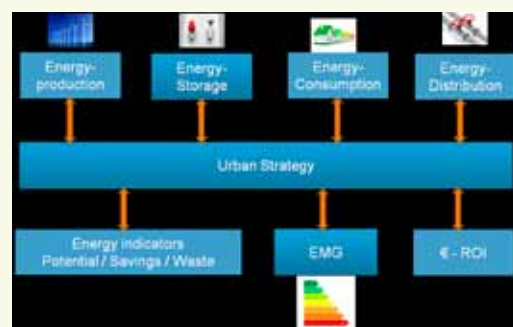 Energy-
production
Energy-
Storage
Energy-
Consumption
Energy-
Distribution
Urban Strategy
Energy indicators
Potential / Savings / Waste
EMG
€ - ROI